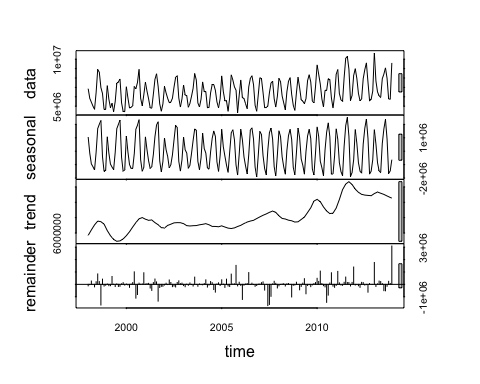 data
5e+06
1e+07
seasonal
-2e+06
1e+06
trend
6000000
remainder
-1e+06
3e+06
2000
2005
2010
time